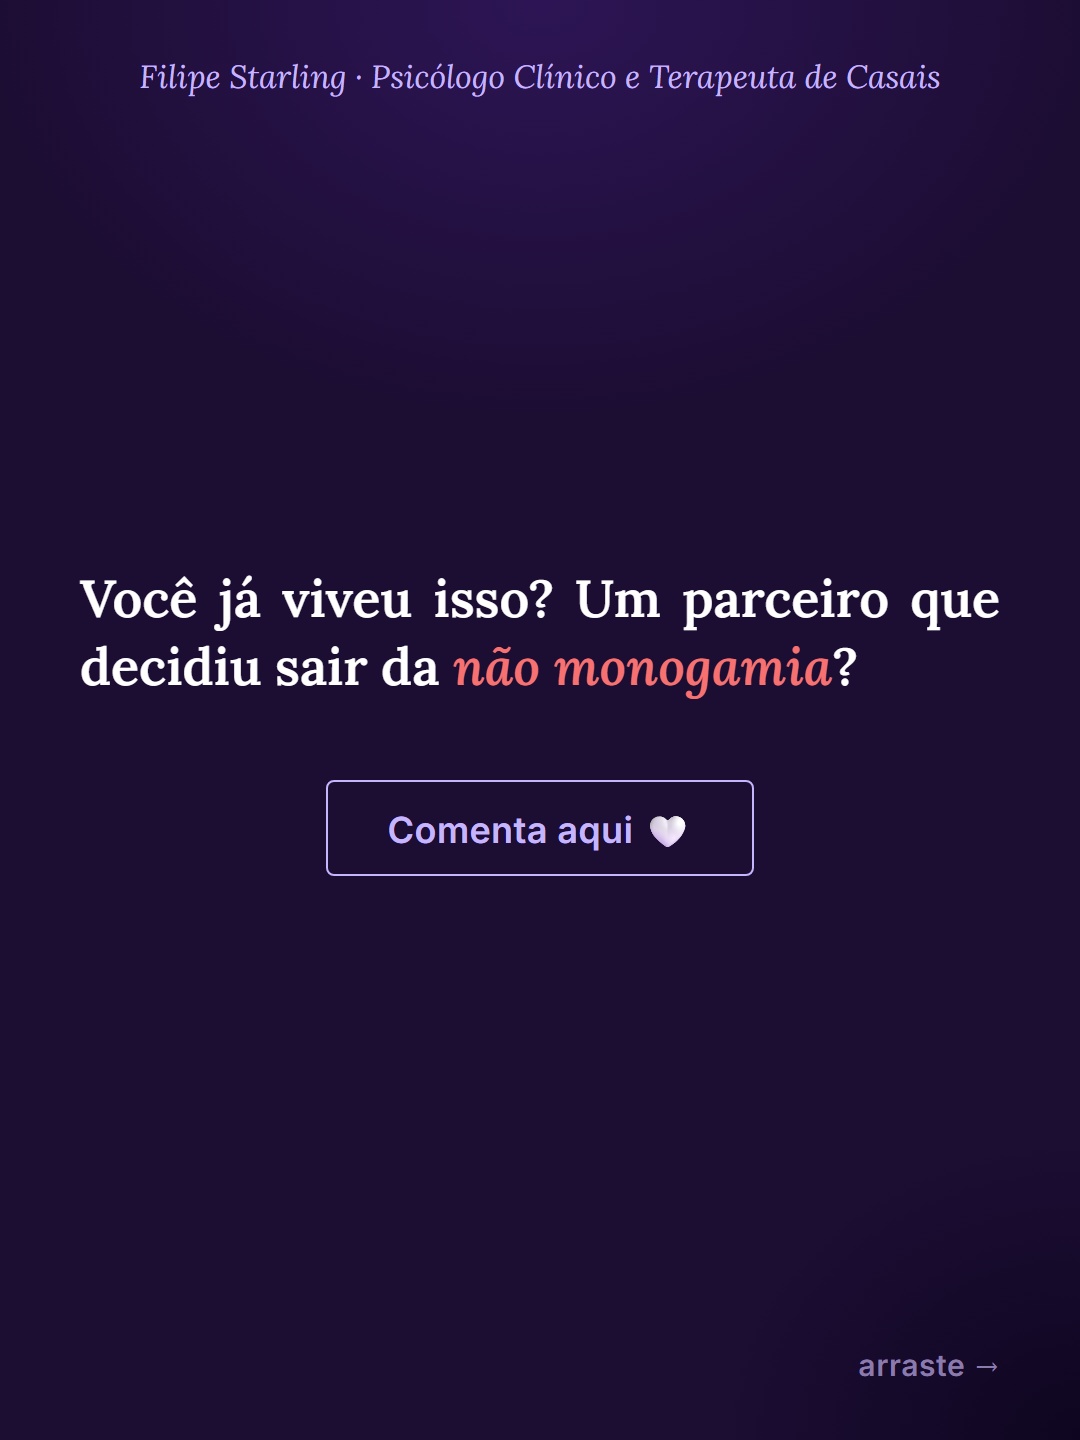 Filipe Starling · Psicólogo Clínico e Terapeuta de Casais
Você já viveu isso? Um parceiro que
decidiu sair da não monogamia?
Comenta aqui 🤍
arraste →